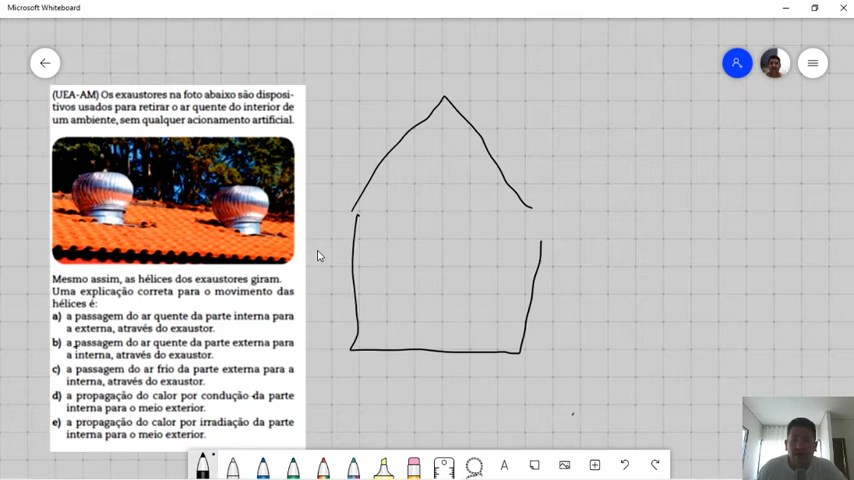 Microsoft Whiteboard
(UEA-AM) Os exaustores na foto abaixo são disposi-
tivos usados para retirar o ar quente do interior de
um ambiente, sem qualquer acionamento artificial.
Mesmo assim, as hélices dos exaustores giram.
Uma explicação correta para o movimento das
hélices é:
a) a passagem do ar quente da parte interna para
a externa, através do exaustor.
b) a passagem do ar quente da parte externa para
a interna, através do exaustor.
c) a passagem do ar frio da parte externa para a
interna, através do exaustor.
d) a propagação do calor por condução da parte
interna para o meio exterior.
e) a propagação do calor por irradiação da parte
interna para o meio exterior.
A